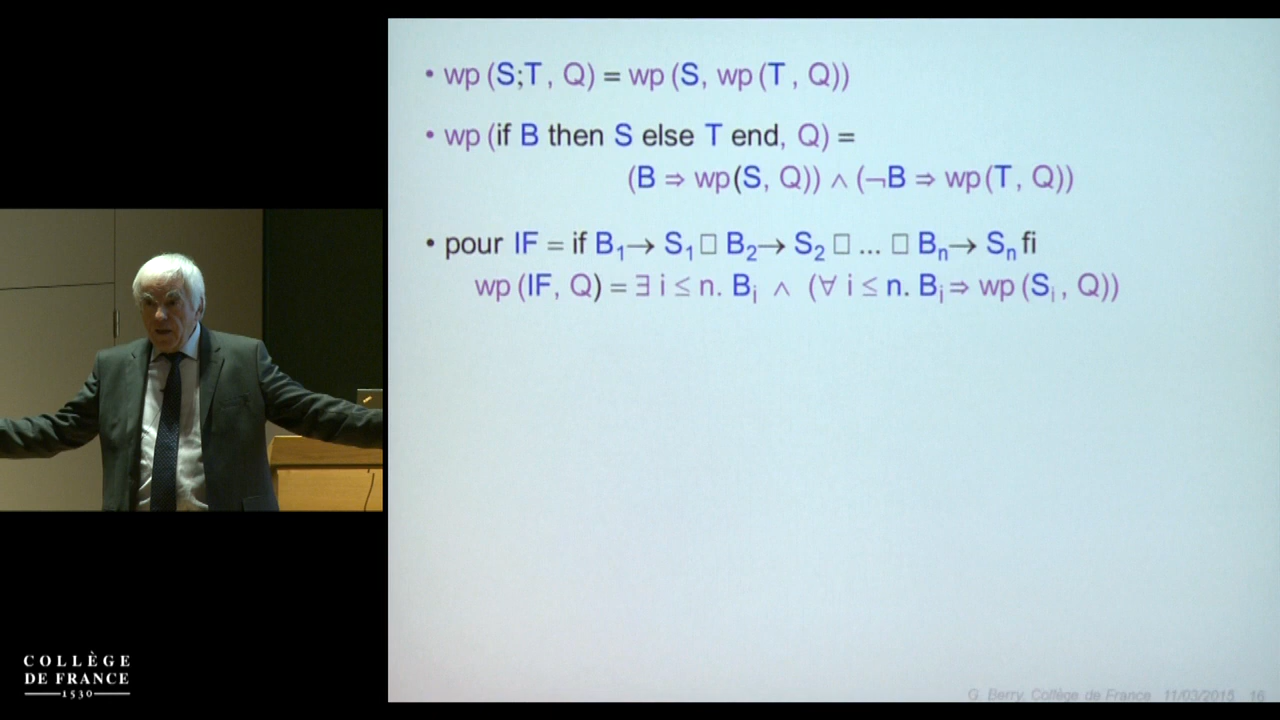 • wp (S;T , Q) = wp (S, wp (T , Q))
• wp (if B then S else T end, Q) =
(B ⇒ wp(S, Q)) ∧ (¬B ⇒ wp(T , Q))
• pour IF = if B₁→ S₁ □ B₂→ S₂ □ ... □ Bₙ→ Sₙ fi
wp (IF, Q) = ∃ i ≤ n. Bᵢ ∧ (∀ i ≤ n. Bᵢ ⇒ wp (Sᵢ , Q))
COLLÈGE
DE FRANCE
1530
G. Berry, Collège de France 11/03/2015 16